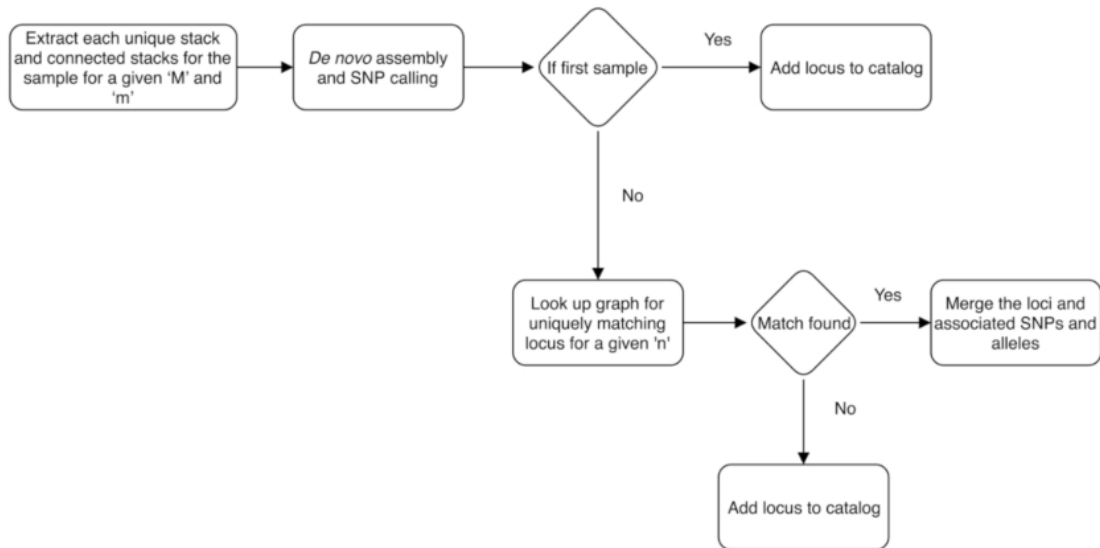 Extract each unique stack
and connected stacks for the
sample for a given ‘M’ and
‘m’
De novo assembly
and SNP calling
If first sample
Yes
Add locus to catalog
No
Look up graph for
uniquely matching
locus for a given 'n'
Match found
Yes
Merge the loci and
associated SNPs and
alleles
No
Add locus to catalog